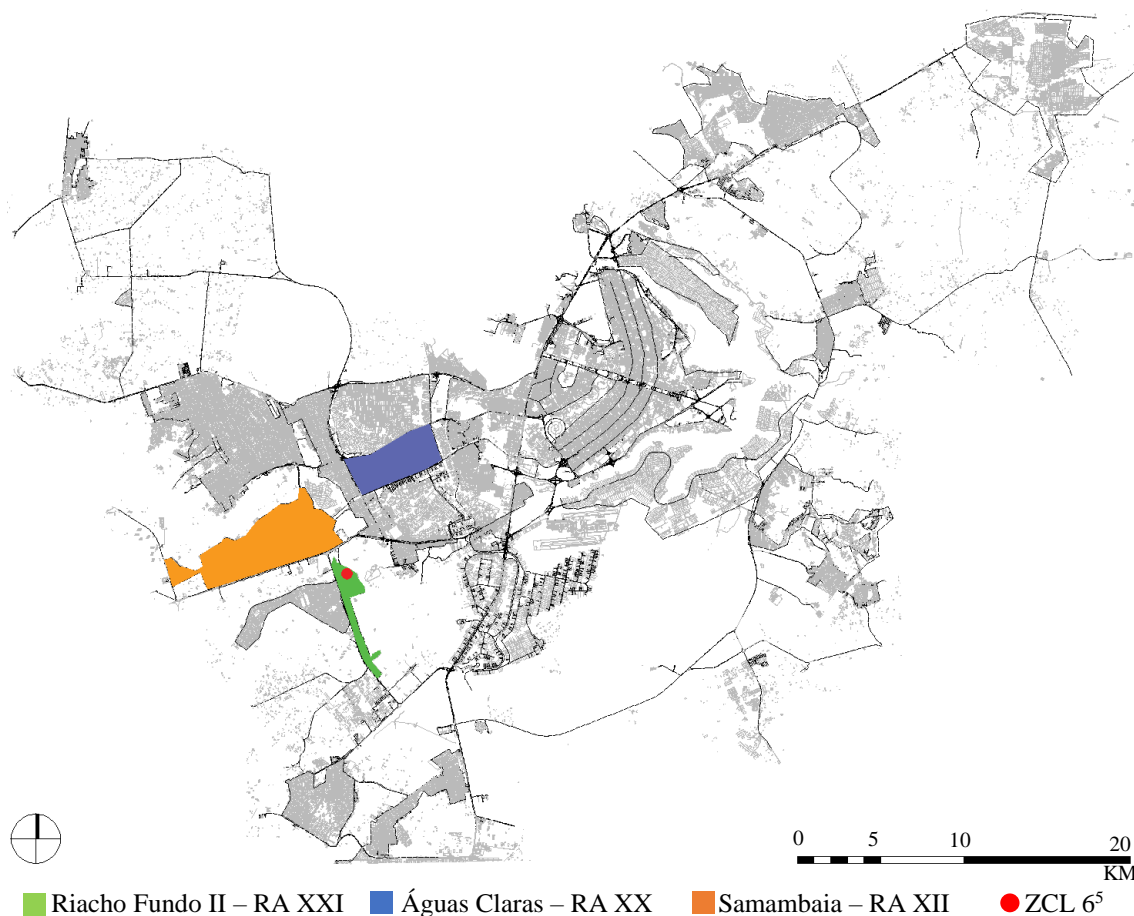 0 5 10 20
KM
Riacho Fundo II – RA XXI Águas Claras – RA XX Samambaia – RA XII ZCL 6⁵